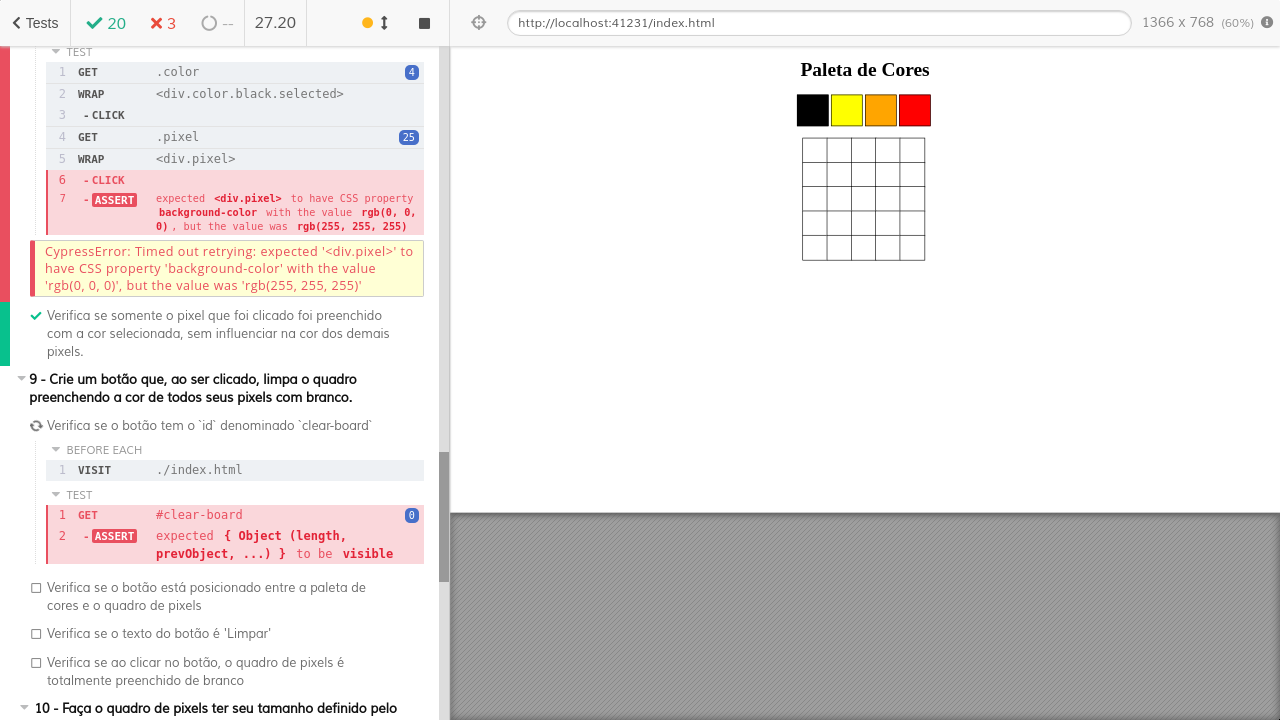 Tests 20 3 -- 27.20
http://localhost:41231/index.html 1366 x 768 (60%)
TEST
1 GET .color 4
2 WRAP <div.color.black.selected>
3 - CLICK
4 GET .pixel 25
5 WRAP <div.pixel>
6 - CLICK
7 - ASSERT expected <div.pixel> to have CSS property
background-color with the value rgb(0, 0,
0) , but the value was rgb(255, 255, 255)
CypressError: Timed out retrying: expected '<div.pixel>' to
have CSS property 'background-color' with the value
'rgb(0, 0, 0)', but the value was 'rgb(255, 255, 255)'
Verifica se somente o pixel que foi clicado foi preenchido
com a cor selecionada, sem influenciar na cor dos demais
pixels.
9 - Crie um botão que, ao ser clicado, limpa o quadro
preenchendo a cor de todos seus pixels com branco.
Verifica se o botão tem o `id` denominado `clear-board`
BEFORE EACH
1 VISIT ./index.html
TEST
1 GET #clear-board 0
2 - ASSERT expected { Object (length,
prevObject, ...) } to be visible
Verifica se o botão está posicionado entre a paleta de
cores e o quadro de pixels
Verifica se o texto do botão é 'Limpar'
Verifica se ao clicar no botão, o quadro de pixels é
totalmente preenchido de branco
10 - Faça o quadro de pixels ter seu tamanho definido pelo
Paleta de Cores